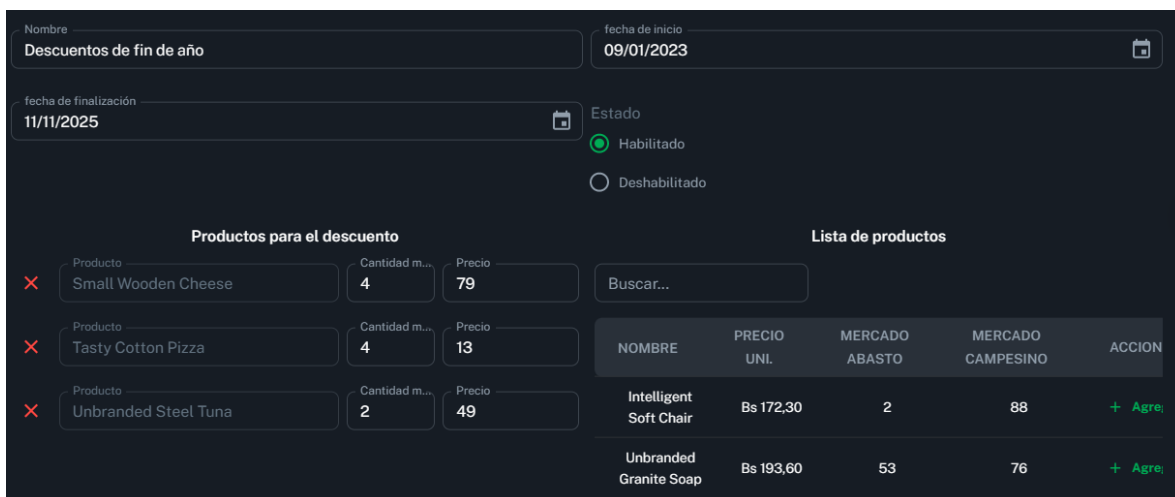 Nombre
Descuentos de fin de año
fecha de inicio
09/01/2023
fecha de finalización
11/11/2025
Estado
Habilitado
Deshabilitado
Productos para el descuento
Producto
Small Wooden Cheese
Cantidad m...
4
Precio
79
Producto
Tasty Cotton Pizza
Cantidad m...
4
Precio
13
Producto
Unbranded Steel Tuna
Cantidad m...
2
Precio
49
Lista de productos
Buscar...
NOMBRE
PRECIO
UNI.
MERCADO
ABASTO
MERCADO
CAMPESINO
ACCION
Intelligent
Soft Chair
Bs 172,30
2
88
+ Agre
Unbranded
Granite Soap
Bs 193,60
53
76
+ Agre